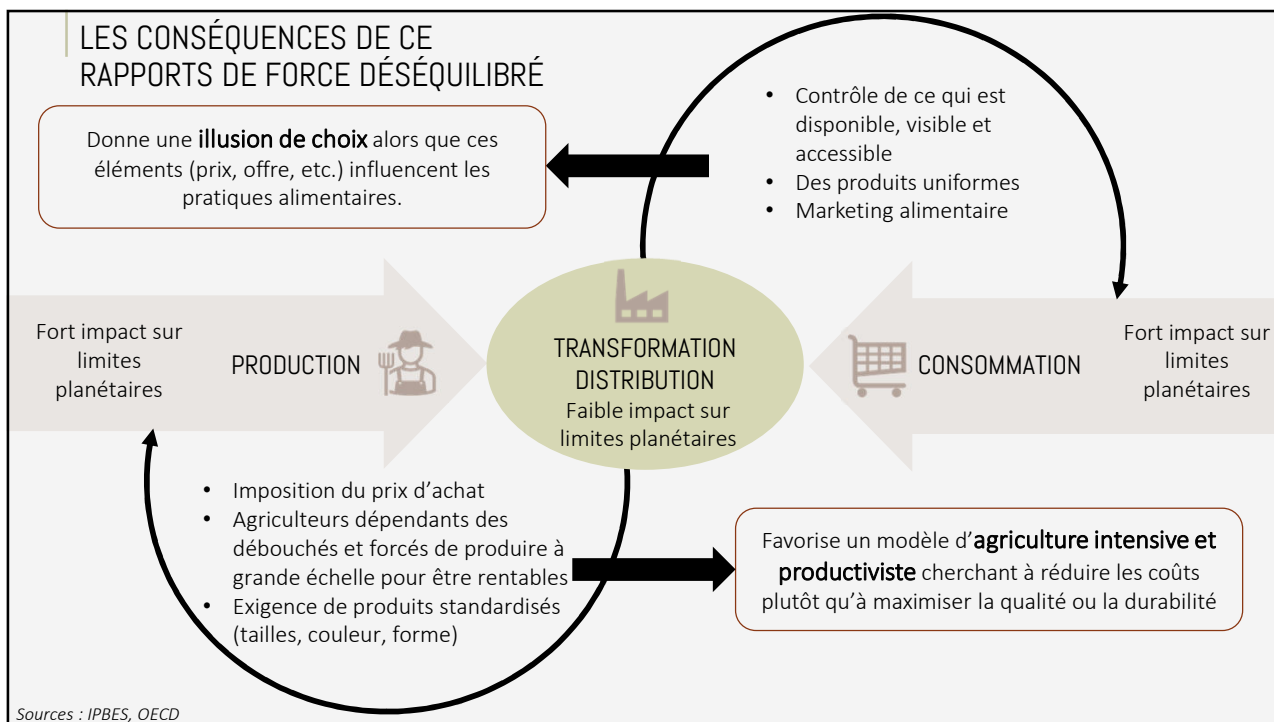 LES CONSÉQUENCES DE CE
RAPPORTS DE FORCE DÉSÉQUILIBRÉ
Donne une illusion de choix alors que ces
éléments (prix, offre, etc.) influencent les
pratiques alimentaires.
• Contrôle de ce qui est
disponible, visible et
accessible
• Des produits uniformes
• Marketing alimentaire
Fort impact sur
limites
planétaires
PRODUCTION
TRANSFORMATION
DISTRIBUTION
Faible impact sur
limites planétaires
CONSOMMATION
Fort impact sur
limites
planétaires
• Imposition du prix d’achat
• Agriculteurs dépendants des
débouchés et forcés de produire à
grande échelle pour être rentables
• Exigence de produits standardisés
(tailles, couleur, forme)
Favorise un modèle d’agriculture intensive et
productiviste cherchant à réduire les coûts
plutôt qu’à maximiser la qualité ou la durabilité
Sources : IPBES, OECD